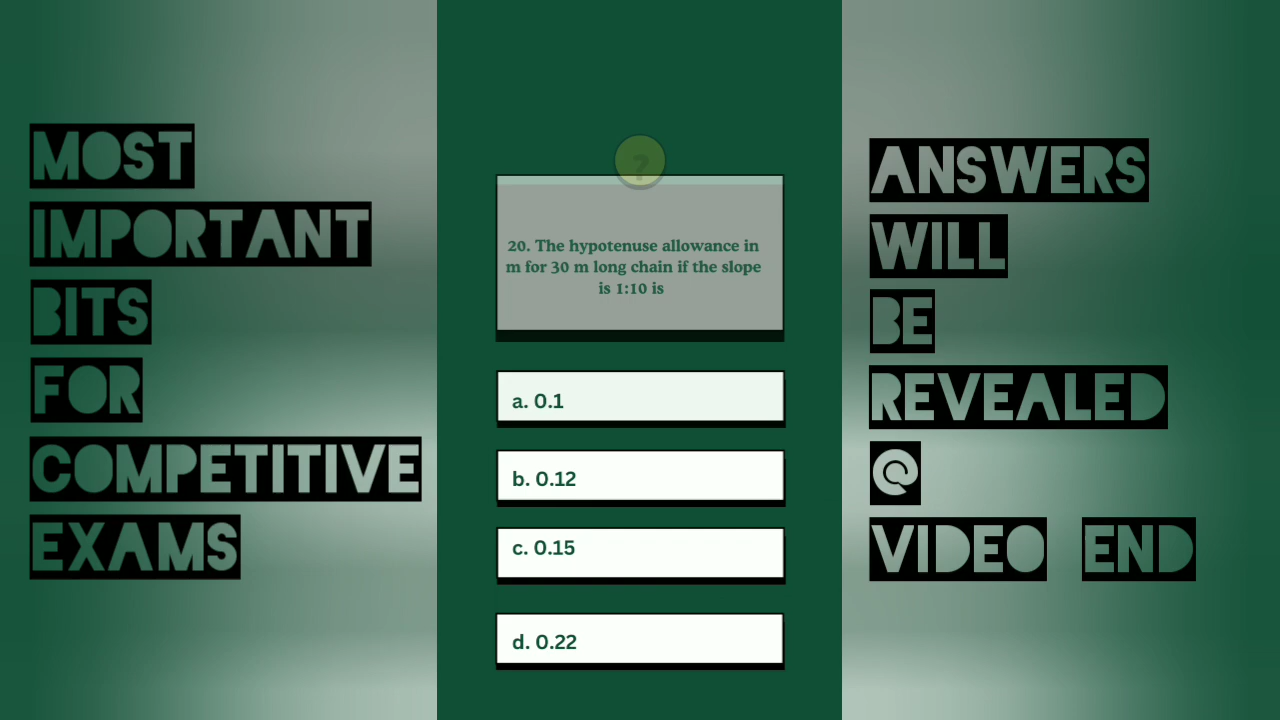 MOST
IMPORTANT
BITS
FOR
COMPETITIVE
EXAMS
?
20. The hypotenuse allowance in
m for 30 m long chain if the slope
is 1:10 is
a. 0.1
b. 0.12
c. 0.15
d. 0.22
ANSWERS
WILL
BE
REVEALED
@
VIDEO END